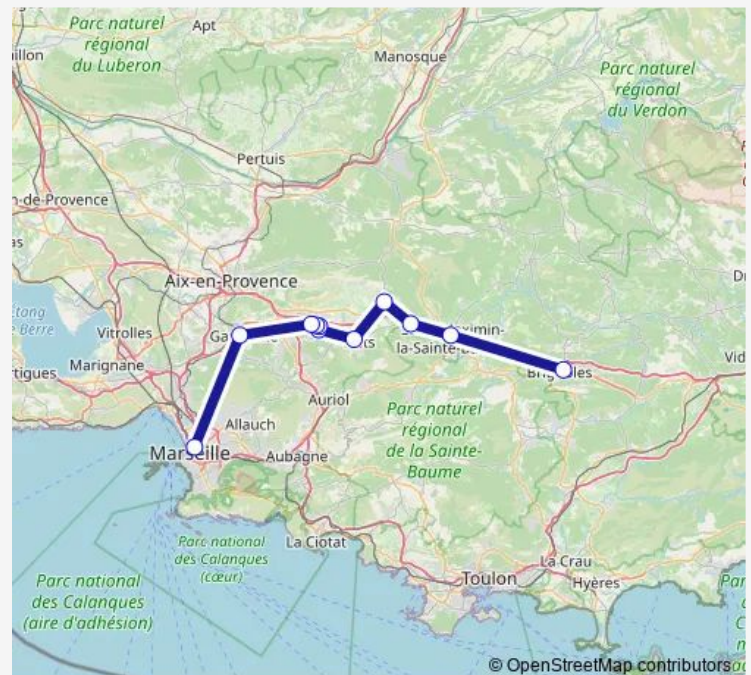 Parc naturel
régional
du Luberon
Apt
Manosque
Parc naturel
régional
du Verdon
Pertuis
Aix-en-Provence
Vitrolles
Marignane
Allauch
Marseille
Aubagne
Auriol
Parc naturel
régional
de la Sainte-
Baume
la-Sainte-
La Ciotat
Parc national
des Calanques
(cœur)
Parc national
des Calanques
(aire d'adhésion)
La Crau
Toulon
Hyères
© OpenStreetMap contributors